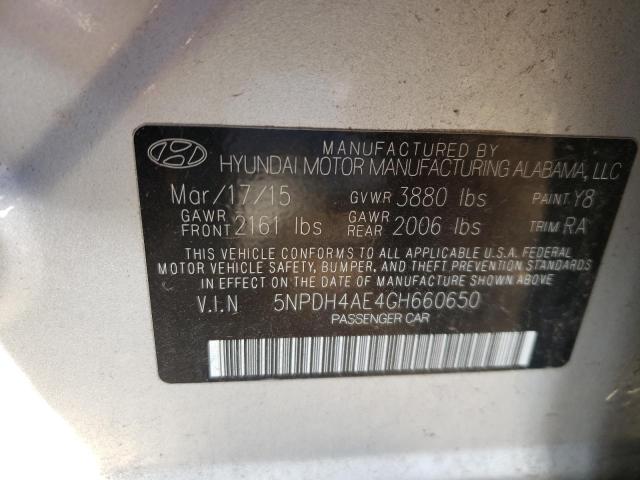 MANUFACTURED BY
HYUNDAI MOTOR MANUFACTURING ALABAMA, LLC
Mar/17/15 GVWR 3880 lbs PAINT Y8
GAWR FRONT 2161 lbs GAWR REAR 2006 lbs TRIM RA
THIS VEHICLE CONFORMS TO ALL APPLICABLE U.S.A. FEDERAL
MOTOR VEHICLE SAFETY, BUMPER, AND THEFT PREVENTION STANDARDS
IN EFFECT ON THE DATE OF MANUFACTURE SHOWN ABOVE
V.I.N 5NPDH4AE4GH660650
PASSENGER CAR